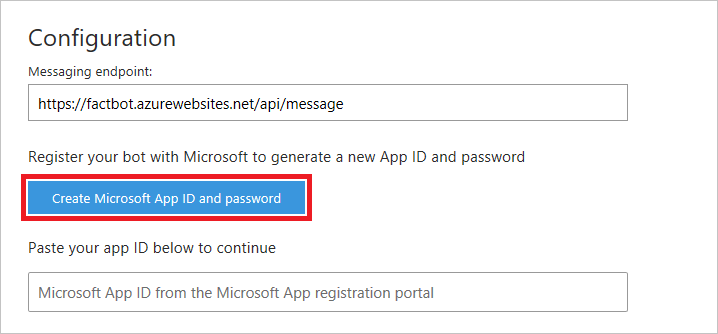 Configuration
Messaging endpoint:
https://factbot.azurewebsites.net/api/message
Register your bot with Microsoft to generate a new App ID and password
Create Microsoft App ID and password
Paste your app ID below to continue
Microsoft App ID from the Microsoft App registration portal